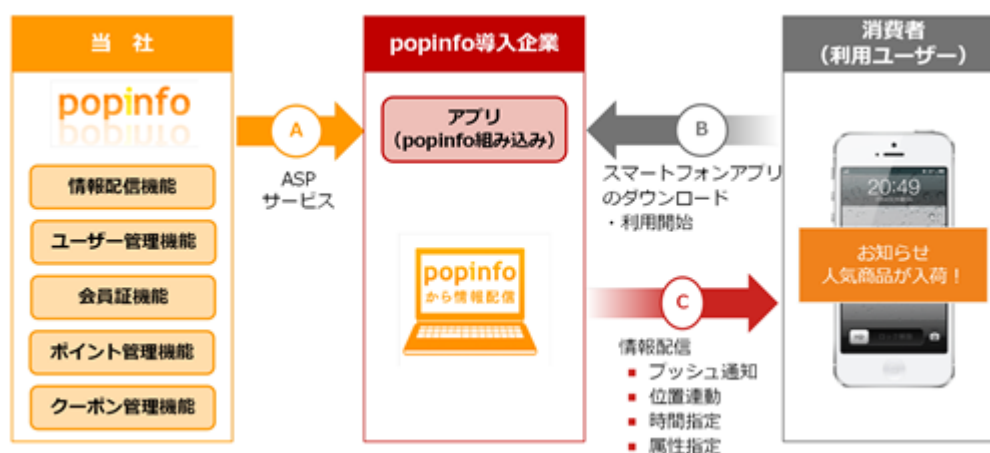 当 社
popinfo
情報配信機能
ユーザー管理機能
会員証機能
ポイント管理機能
クーポン管理機能
A
ASP
サービス
popinfo導入企業
アプリ
(popinfo組み込み)
popinfo
から情報配信
B
スマートフォンアプリ
のダウンロード
・利用開始
C
情報配信
プッシュ通知
位置連動
時間指定
属性指定
消費者
(利用ユーザー)
20:49
お知らせ
人気商品が入荷!